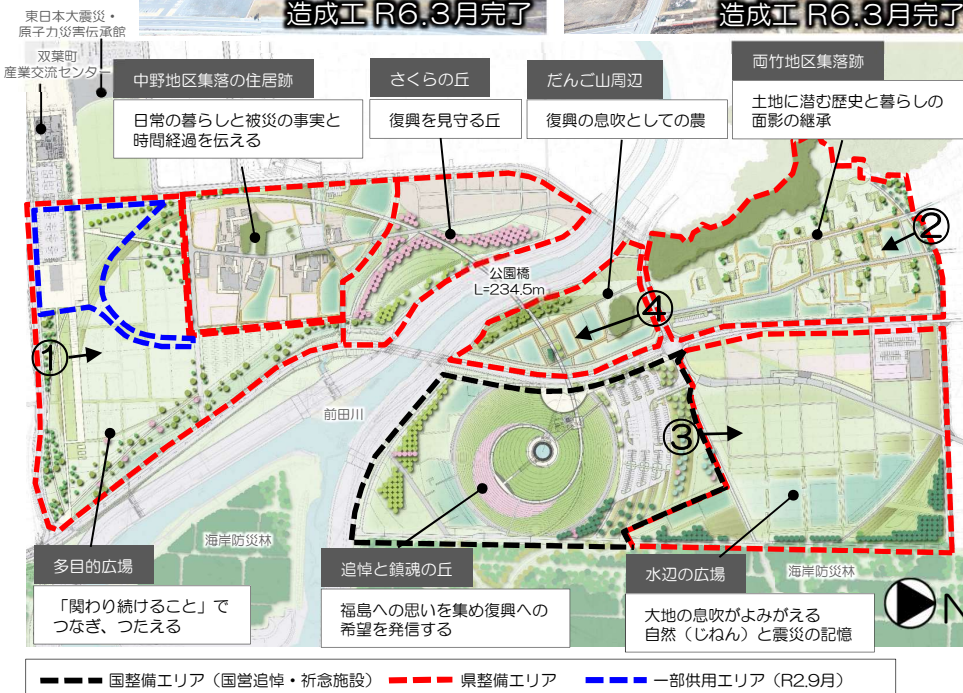 造成工 R6.3月完了
造成工 R6.3月完了
東日本大震災・
原子力災害伝承館
双葉町
産業交流センター
中野地区集落の住居跡
日常の暮らしと被災の事実と
時間経過を伝える
さくらの丘
復興を見守る丘
だんご山周辺
復興の息吹としての農
両竹地区集落跡
土地に潜む歴史と暮らしの
面影の継承
②
公園橋
L=234.5m
④
①
前田川
③
海岸防災林
多目的広場
「関わり続けること」で
つなぎ、つたえる
追悼と鎮魂の丘
福島への思いを集め復興への
希望を発信する
水辺の広場
大地の息吹がよみがえる
自然（じねん）と震災の記憶
海岸防災林
N
国整備エリア（国営追悼・祈念施設）
県整備エリア
一部供用エリア（R2.9月）